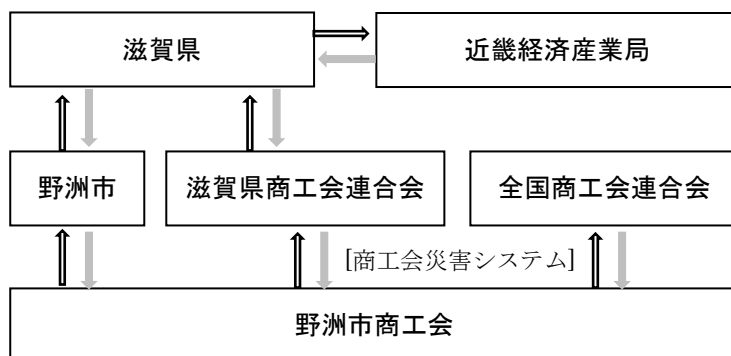 滋賀県
近畿経済産業局
野洲市
滋賀県商工会連合会
全国商工会連合会
[商工会災害システム]
野洲市商工会